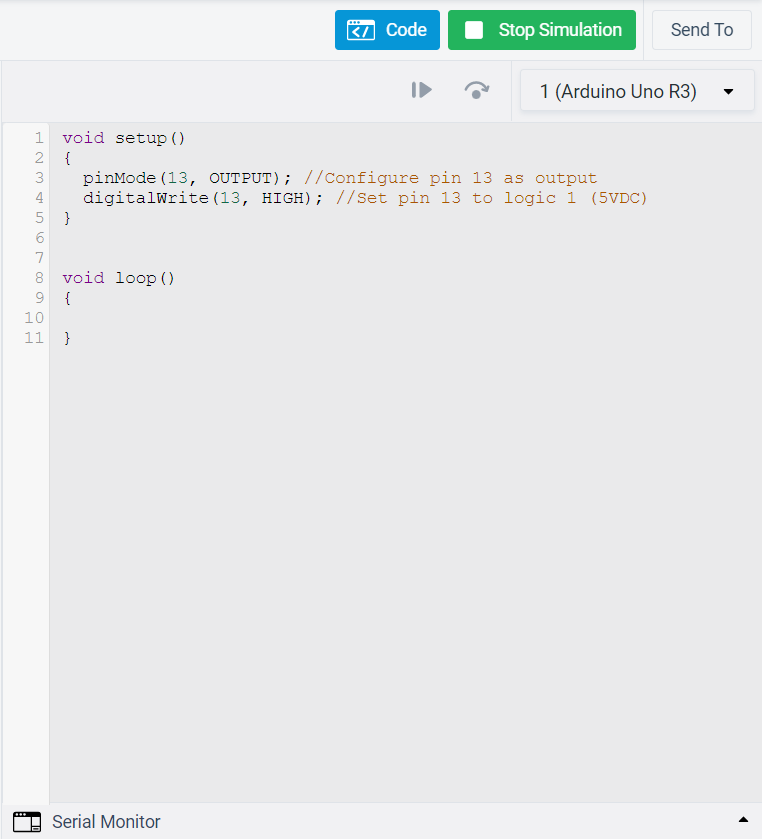 Code
Stop Simulation
Send To
1 (Arduino Uno R3)
1 void setup()
2 {
3   pinMode(13, OUTPUT); //Configure pin 13 as output
4   digitalWrite(13, HIGH); //Set pin 13 to logic 1 (5VDC)
5 }
6
7
8 void loop()
9 {
10
11 }
Serial Monitor